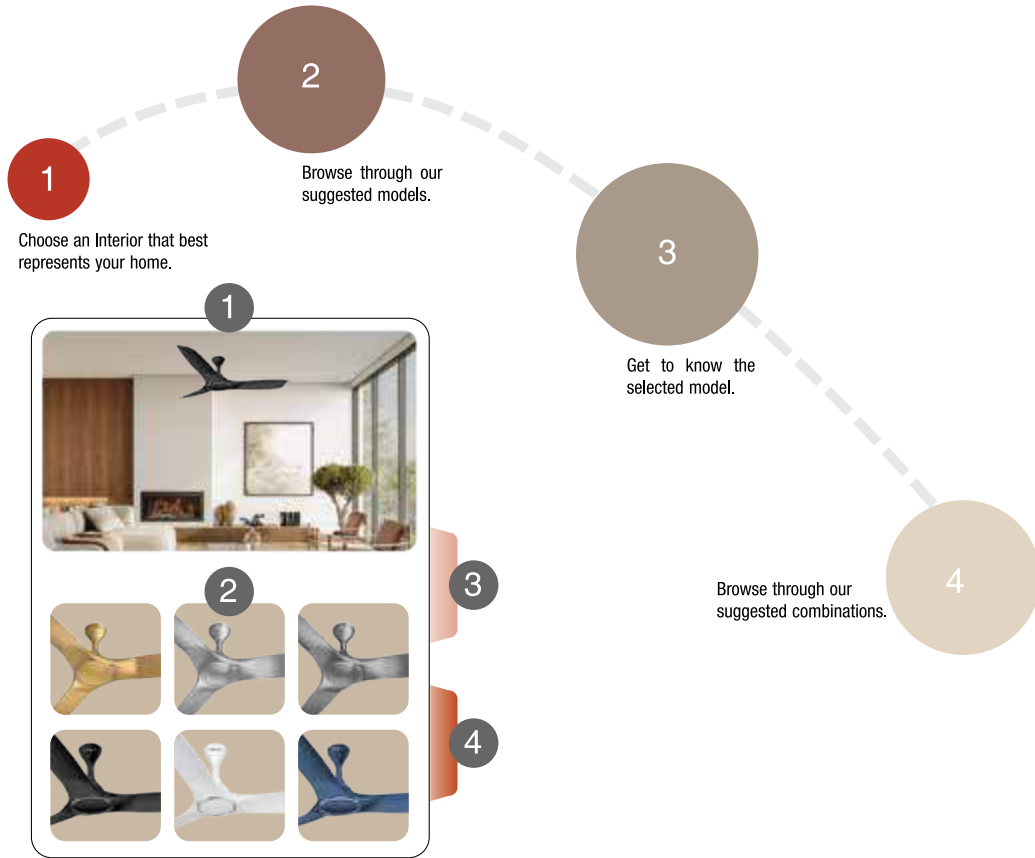 1
Choose an Interior that best
represents your home.
2
Browse through our
suggested models.
3
Get to know the
selected model.
4
Browse through our
suggested combinations.
1
2
3
4